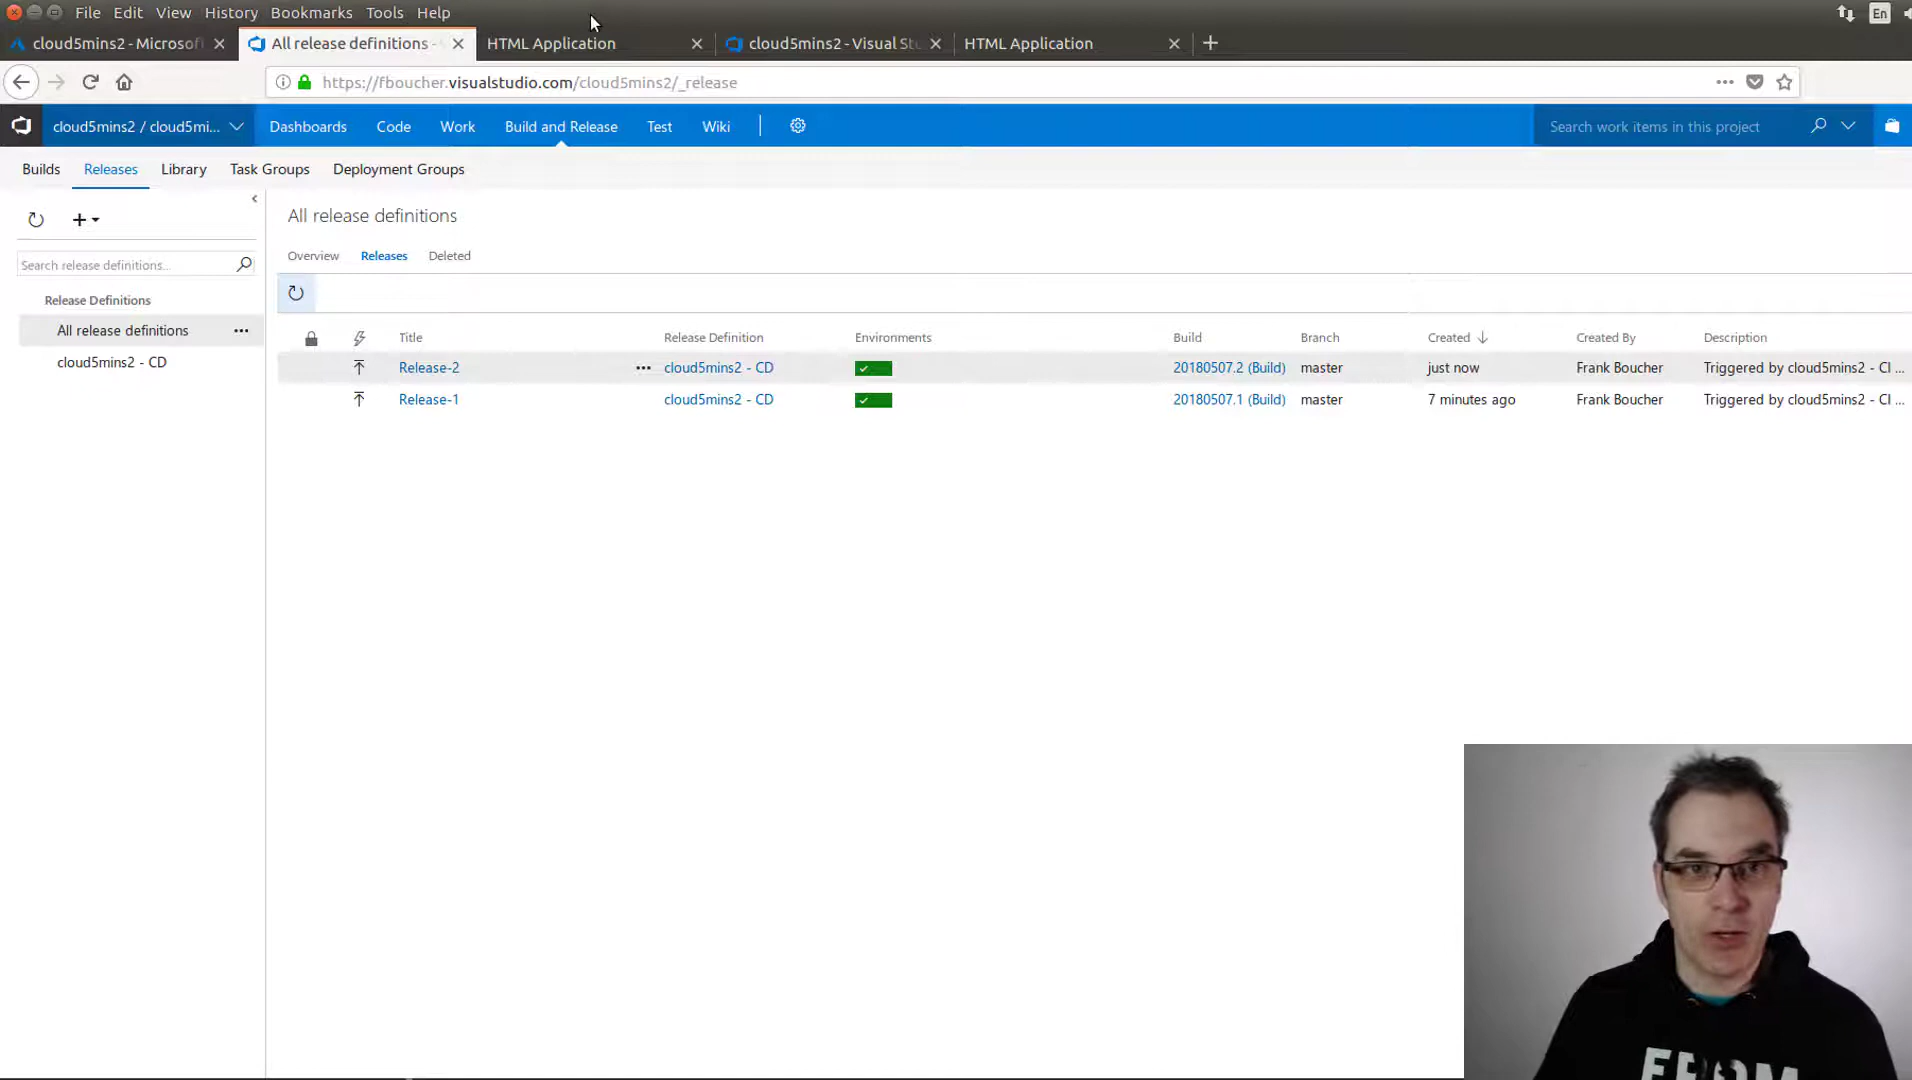 File Edit View History Bookmarks Tools Help En
cloud5mins2 - Microsoft All release definitions - HTML Application cloud5mins2 - Visual Stu HTML Application
https://fboucher.visualstudio.com/cloud5mins2/_release
cloud5mins2 / cloud5mi... Dashboards Code Work Build and Release Test Wiki Search work items in this project
Builds Releases Library Task Groups Deployment Groups
All release definitions
Overview Releases Deleted
Search release definitions...
Release Definitions
All release definitions
cloud5mins2 - CD
Title Release Definition Environments Build Branch Created Created By Description
Release-2 cloud5mins2 - CD 20180507.2 (Build) master just now Frank Boucher Triggered by cloud5mins2 - CI ...
Release-1 cloud5mins2 - CD 20180507.1 (Build) master 7 minutes ago Frank Boucher Triggered by cloud5mins2 - CI ...